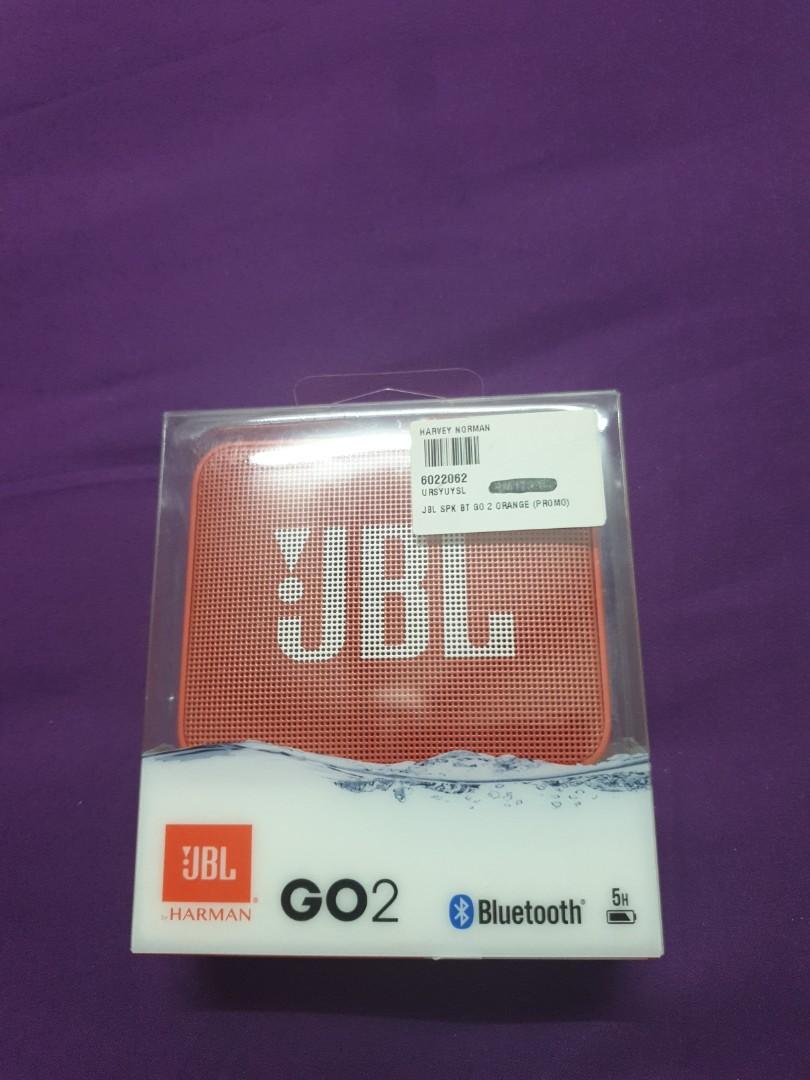 HARVEY NORMAN
6022062
URSYUYSL
JBL SPK BT GO 2 ORANGE (PROMO)
JBL
JBL®
by HARMAN
GO2
Bluetooth®
5H